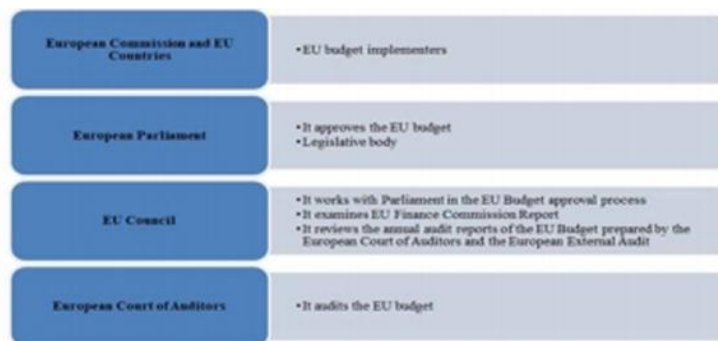 European Commission and EU
Countries
• EU budget implementers
European Parliament
• It approves the EU budget
• Legislative body
EU Council
• It works with Parliament in the EU Budget approval process
• It examines EU Finance Commission Report
• It reviews the annual audit reports of the EU Budget prepared by the
European Court of Auditors and the European External Audit
European Court of Auditors
• It audits the EU budget